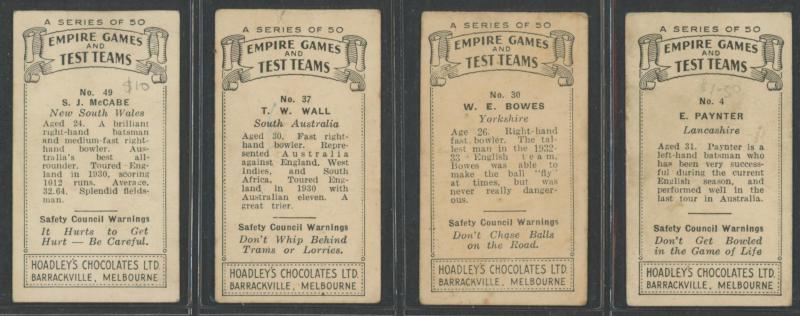 A SERIES OF 50
EMPIRE GAMES
AND
TEST TEAMS
No. 49
$10
S. J. McCABE
New South Wales
Aged 24. A brilliant
right-hand batsman
and medium-fast right-
hand bowler. Aus-
tralia's best all-
rounder. Toured Eng-
land in 1930, scoring
1012 runs. Average,
32.64. Splendid fields-
man.
Safety Council Warnings
It Hurts to Get
Hurt — Be Careful.
HOADLEY'S CHOCOLATES LTD.
BARRACKVILLE, MELBOURNE
A SERIES OF 50
EMPIRE GAMES
AND
TEST TEAMS
No. 37
T. W. WALL
South Australia
Aged 30. Fast right-
hand bowler. Repre-
sented Australia
against England, West
Indies, and South
Africa. Toured Eng-
land in 1930 with
Australian eleven. A
great trier.
Safety Council Warnings
Don't Whip Behind
Trams or Lorries.
HOADLEY'S CHOCOLATES LTD.
BARRACKVILLE, MELBOURNE
A SERIES OF 50
EMPIRE GAMES
AND
TEST TEAMS
No. 30
W. E. BOWES
Yorkshire
Age 26. Right-hand
fast bowler. The tal-
lest man in the 1932-
33 English team,
Bowes was able to
make the ball "fly"
at times, but was
never really danger-
ous.
Safety Council Warnings
Don't Chase Balls
on the Road.
HOADLEY'S CHOCOLATES LTD.
BARRACKVILLE, MELBOURNE
A SERIES OF 50
EMPIRE GAMES
AND
TEST TEAMS
$1-50
No. 4
E. PAYNTER
Lancashire
Aged 31. Paynter is a
left-hand batsman who
has been very success-
ful during the current
English season, and
performed well in the
last tour in Australia.
Safety Council Warnings
Don't Get Bowled
in the Game of Life
HOADLEY'S CHOCOLATES LTD.
BARRACKVILLE, MELBOURNE